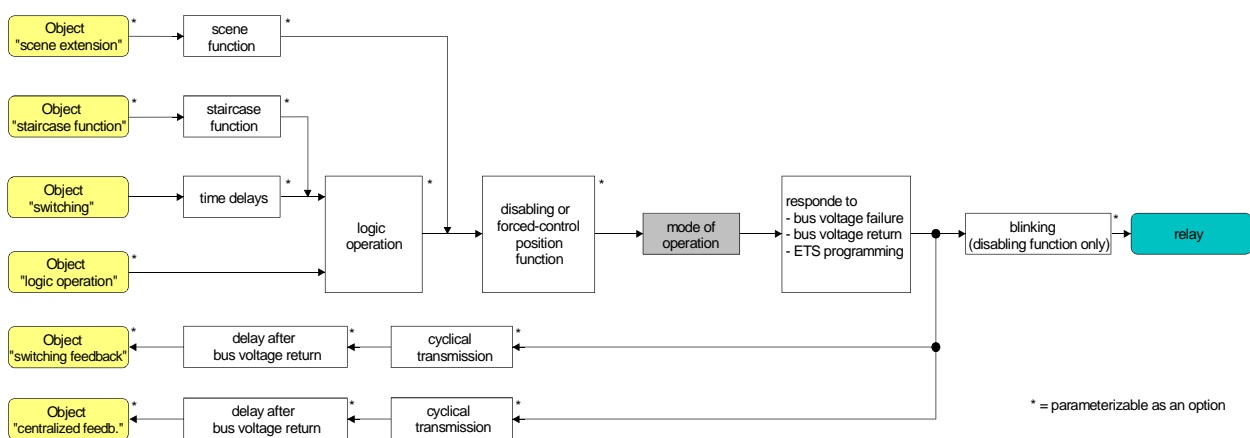 Object
"scene extension"
*
scene
function
*
Object
"staircase function"
*
staircase
function
*
Object
"switching"
time delays
*
Object
"logic operation"
*
logic
operation
*
disabling or
forced-control
position
function
*
mode of
operation
responde to
- bus voltage failure
- bus voltage return
- ETS programming
blinking
(disabling function only)
*
relay
Object
"switching feedback"
*
delay after
bus voltage return
*
cyclical
transmission
*
Object
"centralized feedb."
*
delay after
bus voltage return
*
cyclical
transmission
*
* = parameterizable as an option